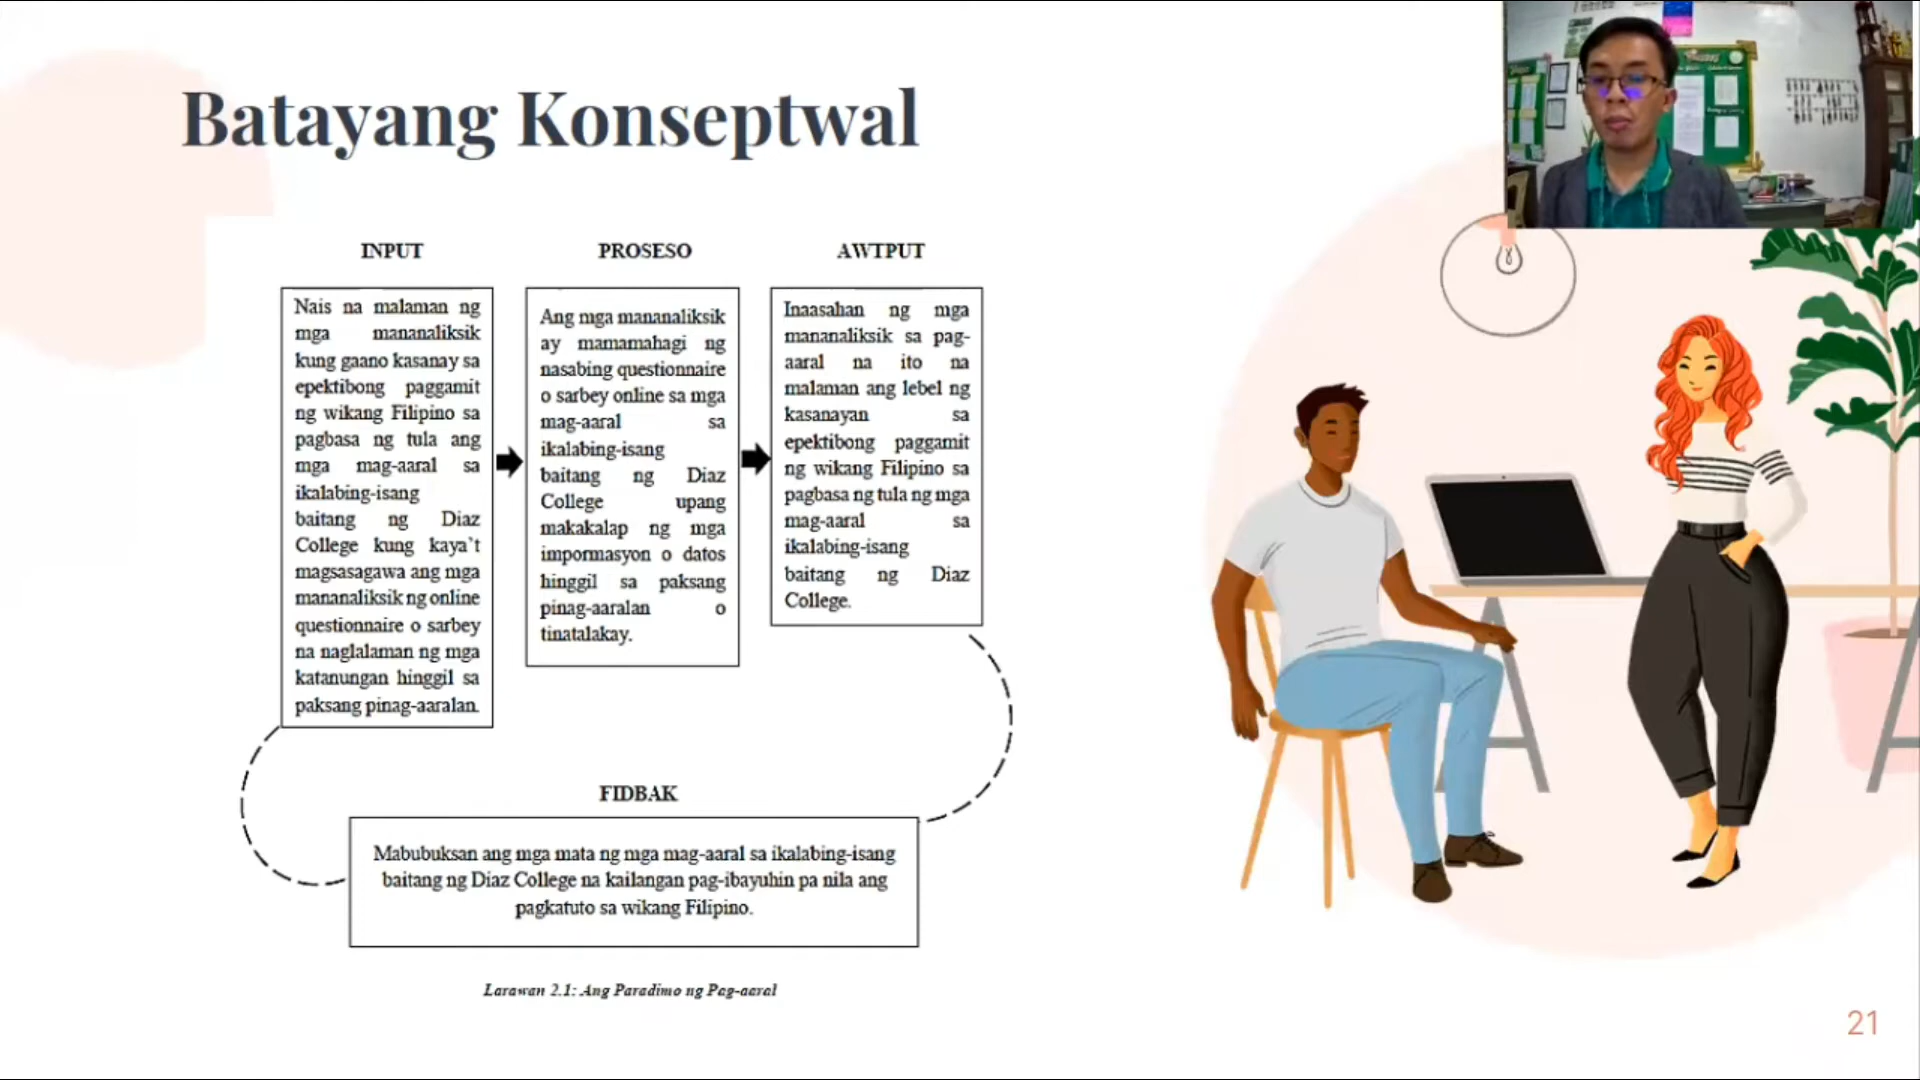 Batayang Konseptwal
INPUT
Nais na malaman ng
mga mananaliksik
kung gaano kasanay sa
epektibong paggamit
ng wikang Filipino sa
pagbasa ng tula ang
mga mag-aaral sa
ikalabing-isang
baitang ng Diaz
College kung kaya't
magsasagawa ang mga
mananaliksik ng online
questionnaire o sarbey
na naglalaman ng mga
katanungan hinggil sa
paksang pinag-aaralan.
PROSESO
Ang mga mananaliksik
ay mamamahagi ng
nasabing questionnaire
o sarbey online sa mga
mag-aaral sa
ikalabing-isang
baitang ng Diaz
College upang
makakalap ng mga
impormasyon o datos
hinggil sa paksang
pinag-aaralan o
tinatalakay.
AWTPUT
Inaasahan ng mga
mananaliksik sa pag-
aaral na ito na
malaman ang lebel ng
kasanayan sa
epektibong paggamit
ng wikang Filipino sa
pagbasa ng tula ng mga
mag-aaral sa
ikalabing-isang
baitang ng Diaz
College.
FIDBAK
Mabubuksan ang mga mata ng mga mag-aaral sa ikalabing-isang
baitang ng Diaz College na kailangan pag-ibayuhin pa nila ang
pagkatuto sa wikang Filipino.
Larawan 2.1: Ang Paradimo ng Pag-aaral
21